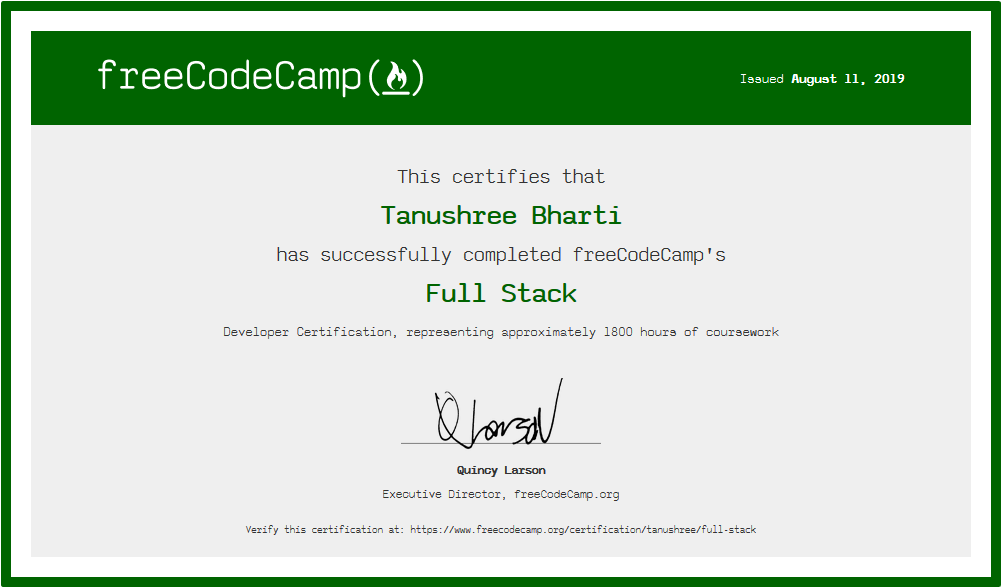 freeCodeCamp(🔥)
Issued August 11, 2019
This certifies that
Tanushree Bharti
has successfully completed freeCodeCamp's
Full Stack
Developer Certification, representing approximately 1800 hours of coursework
QLarson
Quincy Larson
Executive Director, freeCodeCamp.org
Verify this certification at: https://www.freecodecamp.org/certification/tanushree/full-stack